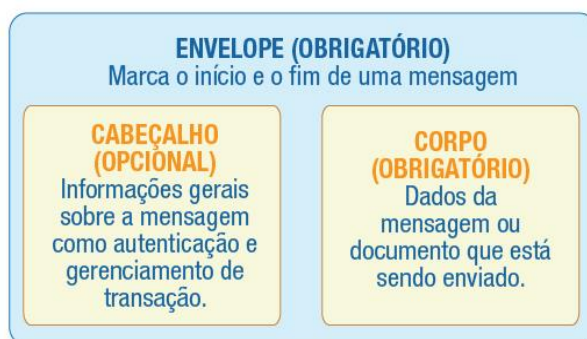 ENVELOPE (OBRIGATÓRIO)
Marca o início e o fim de uma mensagem
CABEÇALHO
(OPCIONAL)
Informações gerais
sobre a mensagem
como autenticação e
gerenciamento de
transação.
CORPO
(OBRIGATÓRIO)
Dados da
mensagem ou
documento que está
sendo enviado.